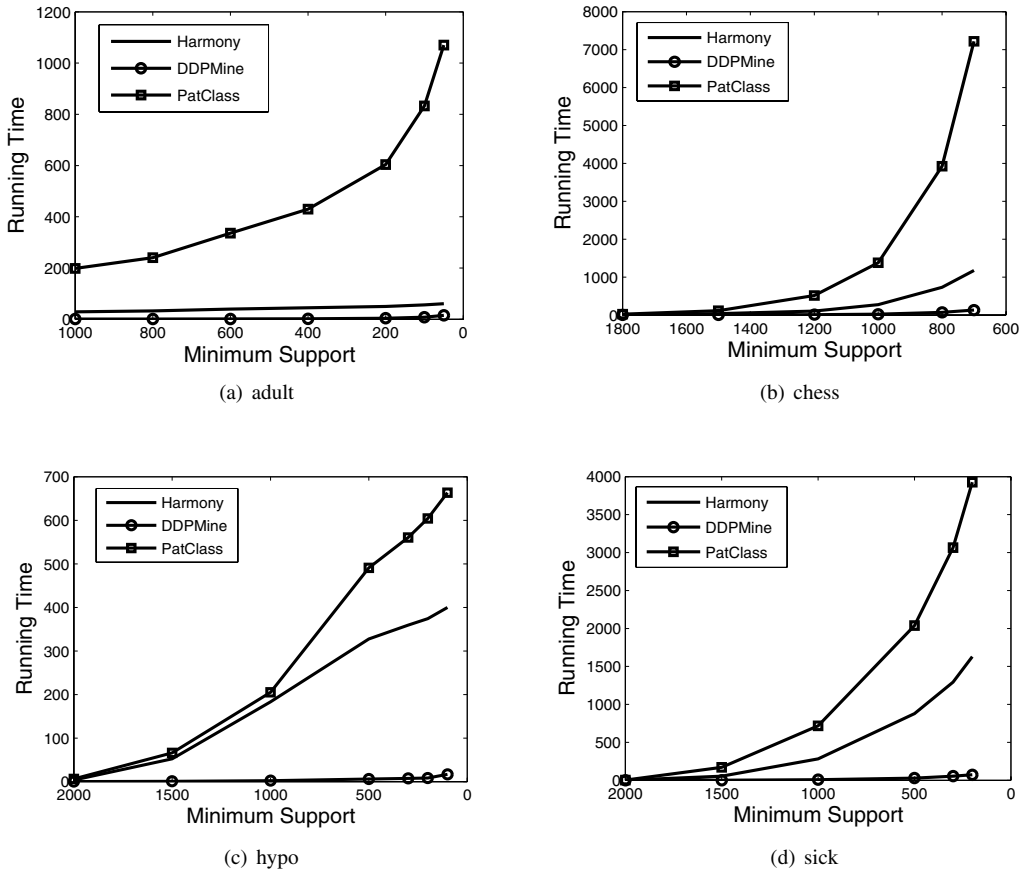 1200
1000
800
600
400
200
0
Running Time
Harmony
DDPMine
PatClass
1000 800 600 400 200 0
Minimum Support
(a) adult
8000
7000
6000
5000
4000
3000
2000
1000
0
Running Time
Harmony
DDPMine
PatClass
1800 1600 1400 1200 1000 800 600
Minimum Support
(b) chess
700
600
500
400
300
200
100
0
Running Time
Harmony
DDPMine
PatClass
2000 1500 1000 500 0
Minimum Support
(c) hypo
4000
3500
3000
2500
2000
1500
1000
500
0
Running Time
Harmony
DDPMine
PatClass
2000 1500 1000 500 0
Minimum Support
(d) sick